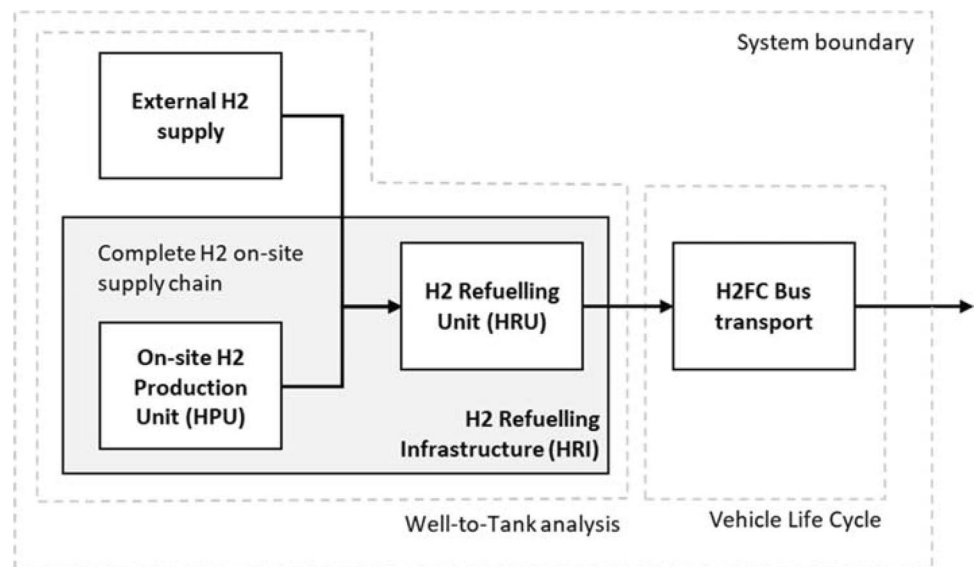 System boundary
External H2
supply
Complete H2 on-site
supply chain
H2 Refuelling
Unit (HRU)
H2FC Bus
transport
On-site H2
Production
Unit (HPU)
H2 Refuelling
Infrastructure (HRI)
Well-to-Tank analysis
Vehicle Life Cycle